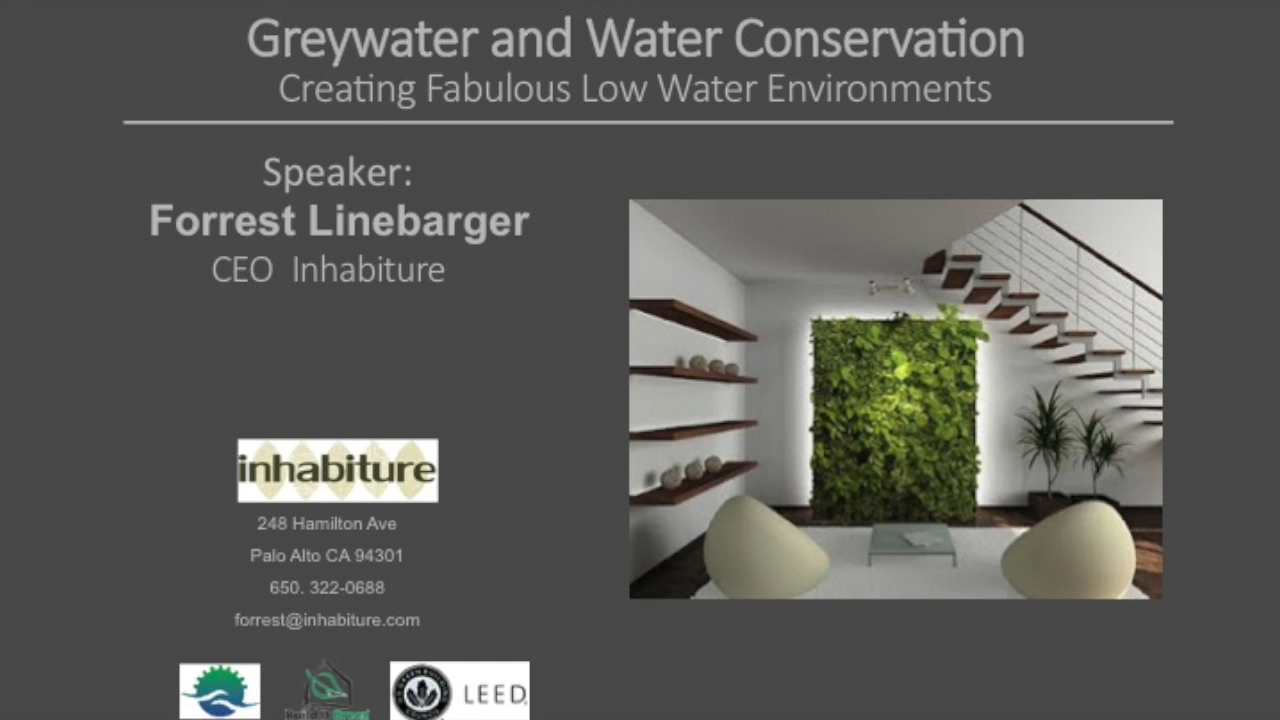 Greywater and Water Conservation
Creating Fabulous Low Water Environments
Speaker:
Forrest Linebarger
CEO Inhabiture
inhabiture
248 Hamilton Ave
Palo Alto CA 94301
650. 322-0688
forrest@inhabiture.com
LEED